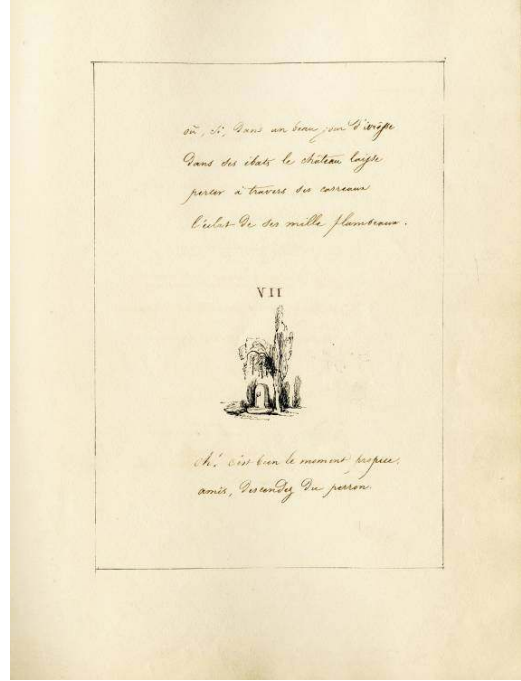 où, si, dans un beau jour d'ivresse
Dans ses ébats le château laisse
percer à travers ses carreaux
l'éclat de ses mille flambeaux.
VII
Ah! c'est bien le moment propice,
amis, descendez du perron.